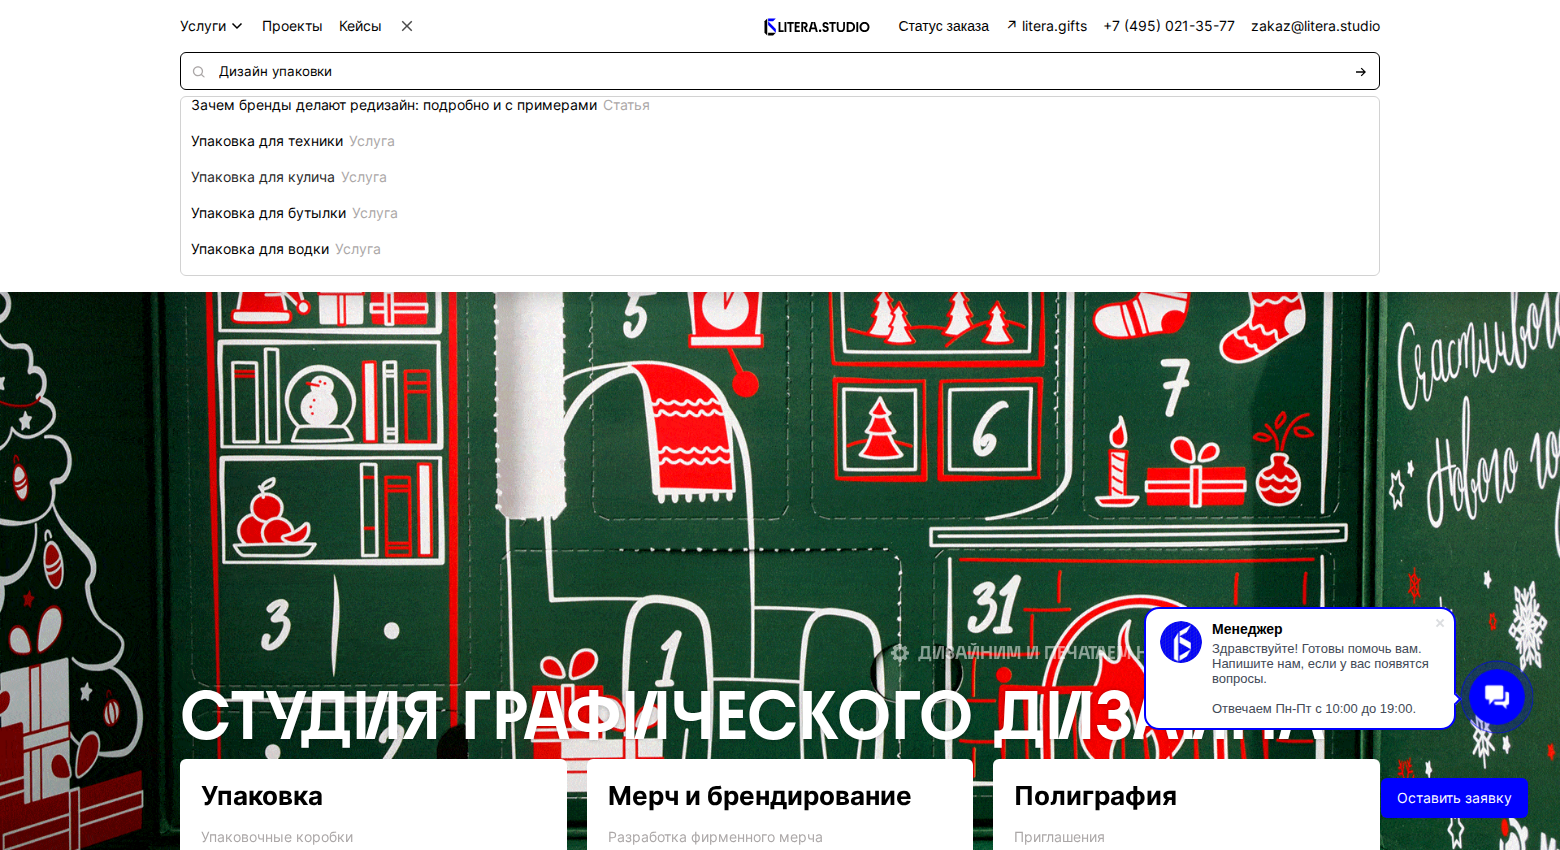 Услуги Проекты Кейсы LITERA.STUDIO Статус заказа litera.gifts +7 (495) 021-35-77 zakaz@litera.studio
Дизайн упаковки
Зачем бренды делают редизайн: подробно и с примерами Статья
Упаковка для техники Услуга
Упаковка для кулича Услуга
Упаковка для бутылки Услуга
Упаковка для водки Услуга
5
7
6
Счастливого
Нового
3
31
1
2
ДИЗАЙНИМ И ПЕЧАТАЕМ
СТУДИЯ ГРАФИЧЕСКОГО ДИЗАЙНА
Менеджер
Здравствуйте! Готовы помочь вам.
Напишите нам, если у вас появятся
вопросы.
Отвечаем Пн-Пт с 10:00 до 19:00.
Упаковка
Упаковочные коробки
Мерч и брендирование
Разработка фирменного мерча
Полиграфия
Приглашения
Оставить заявку